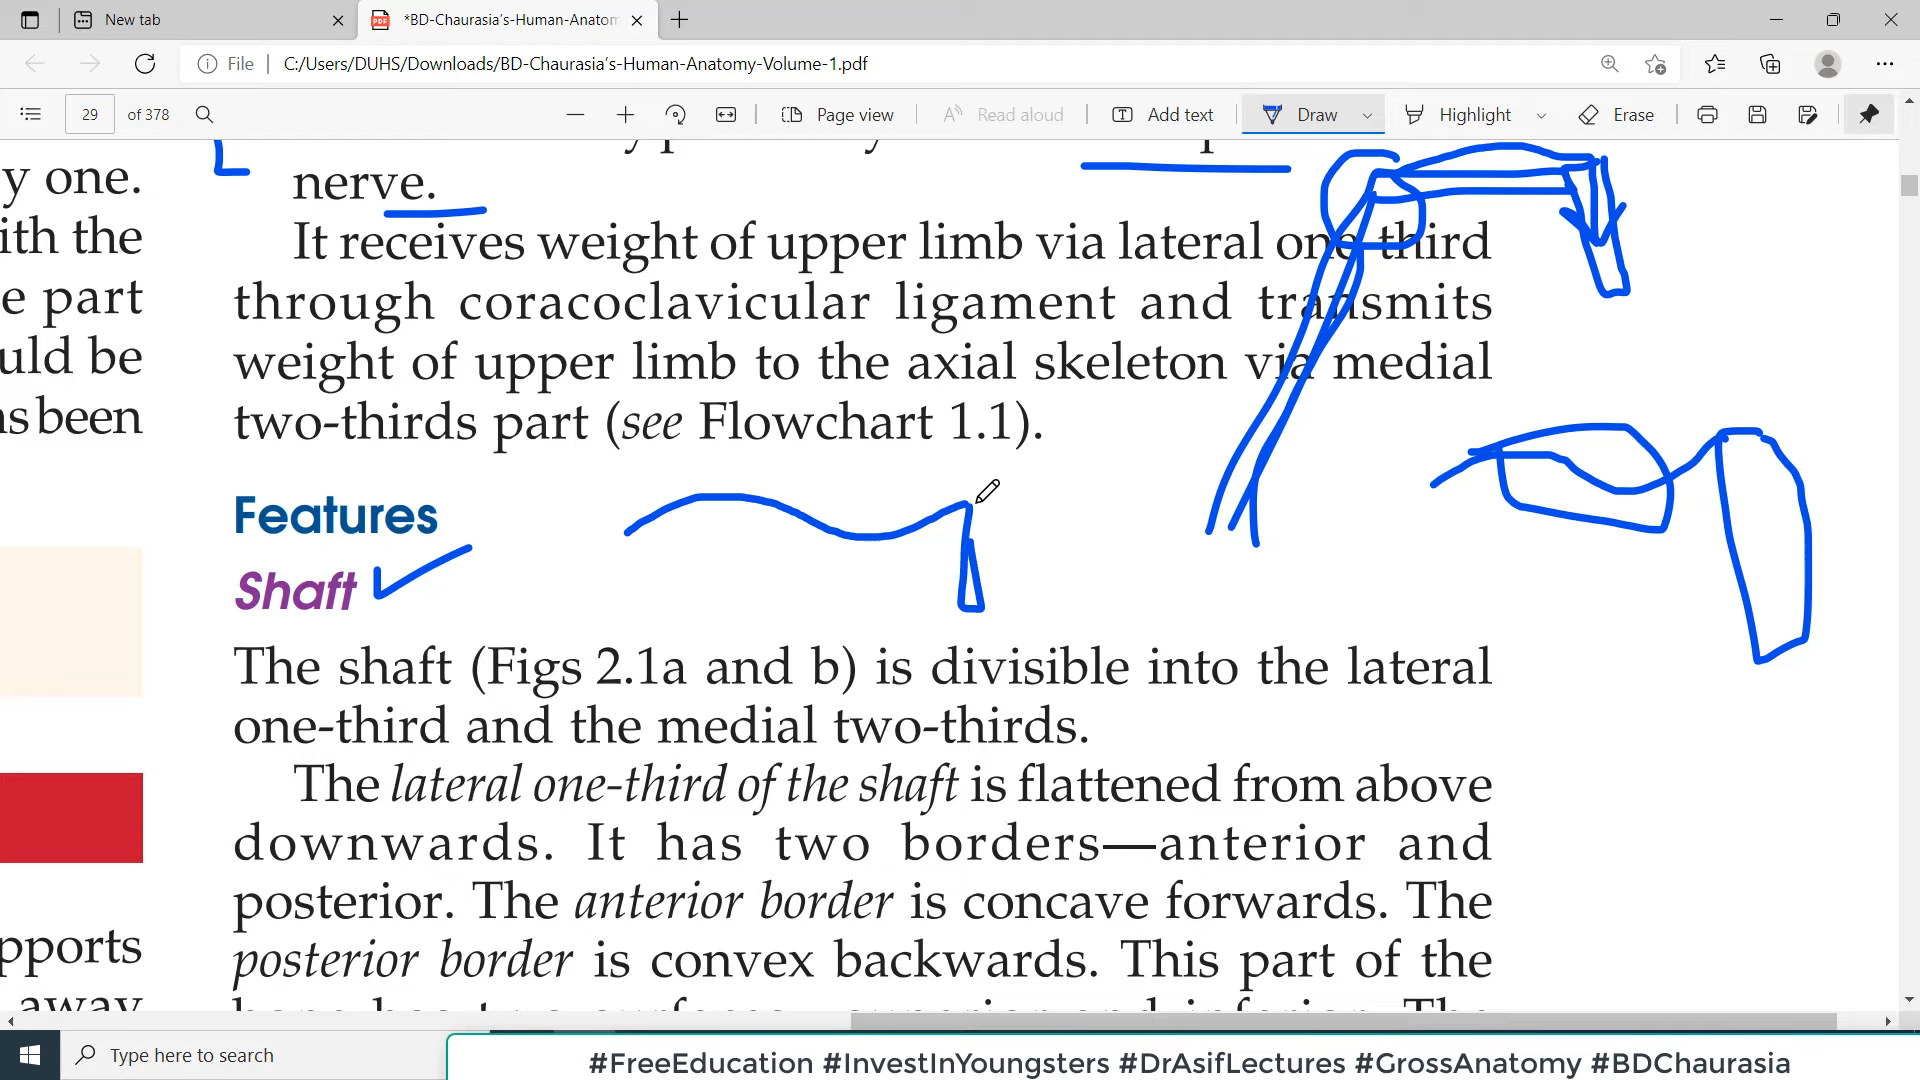 New tab
*BD-Chaurasia's-Human-Anatom
File
C:/Users/DUHS/Downloads/BD-Chaurasia's-Human-Anatomy-Volume-1.pdf
29 of 378
Page view
Read aloud
Add text
Draw
Highlight
Erase
y one.
ith the
e part
ould be
as been
pports
away
nerve.
It receives weight of upper limb via lateral one third
through coracoclavicular ligament and transmits
weight of upper limb to the axial skeleton via medial
two-thirds part (see Flowchart 1.1).
Features
Shaft
The shaft (Figs 2.1a and b) is divisible into the lateral
one-third and the medial two-thirds.
The lateral one-third of the shaft is flattened from above
downwards. It has two borders—anterior and
posterior. The anterior border is concave forwards. The
posterior border is convex backwards. This part of the
Type here to search
#FreeEducation #InvestInYoungsters #DrAsifLectures #GrossAnatomy #BDChaurasia